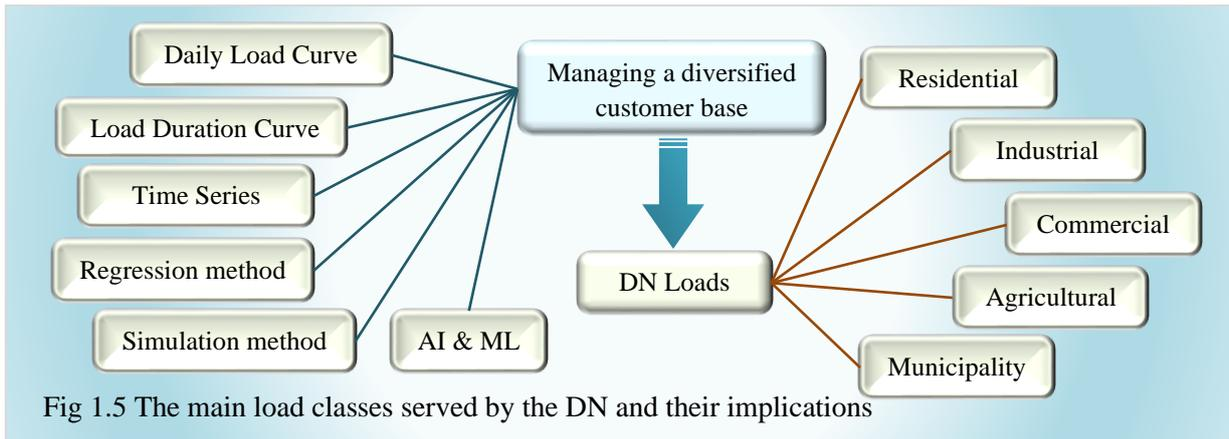 Daily Load Curve
Load Duration Curve
Time Series
Regression method
Simulation method
AI & ML
Managing a diversified
customer base
DN Loads
Residential
Industrial
Commercial
Agricultural
Municipality
Fig 1.5 The main load classes served by the DN and their implications